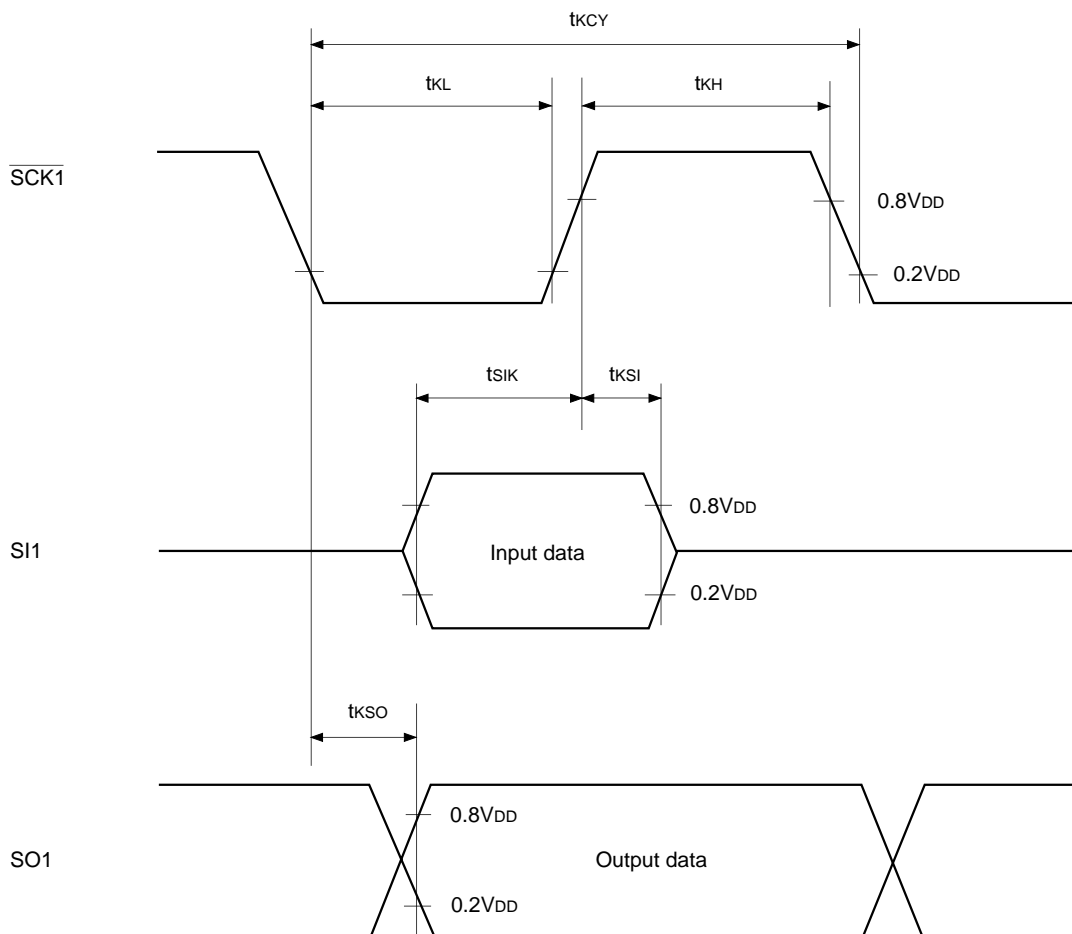 tKCY
tKL
tKH
SCK1
0.8VDD
0.2VDD
tSIK
tKSI
0.8VDD
SI1
Input data
0.2VDD
tKSO
0.8VDD
SO1
Output data
0.2VDD